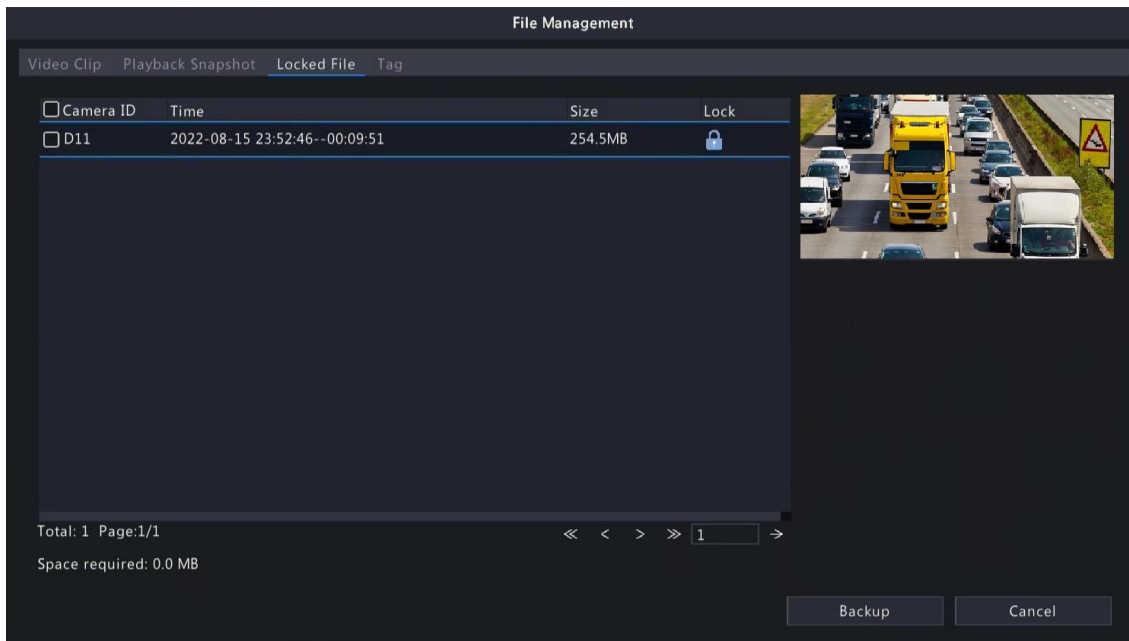 File Management
Video Clip Playback Snapshot Locked File Tag
Camera ID Time Size Lock
D11 2022-08-15 23:52:46--00:09:51 254.5MB
Total: 1 Page:1/1
≪ < > ≫ 1 →
Space required: 0.0 MB
Backup Cancel